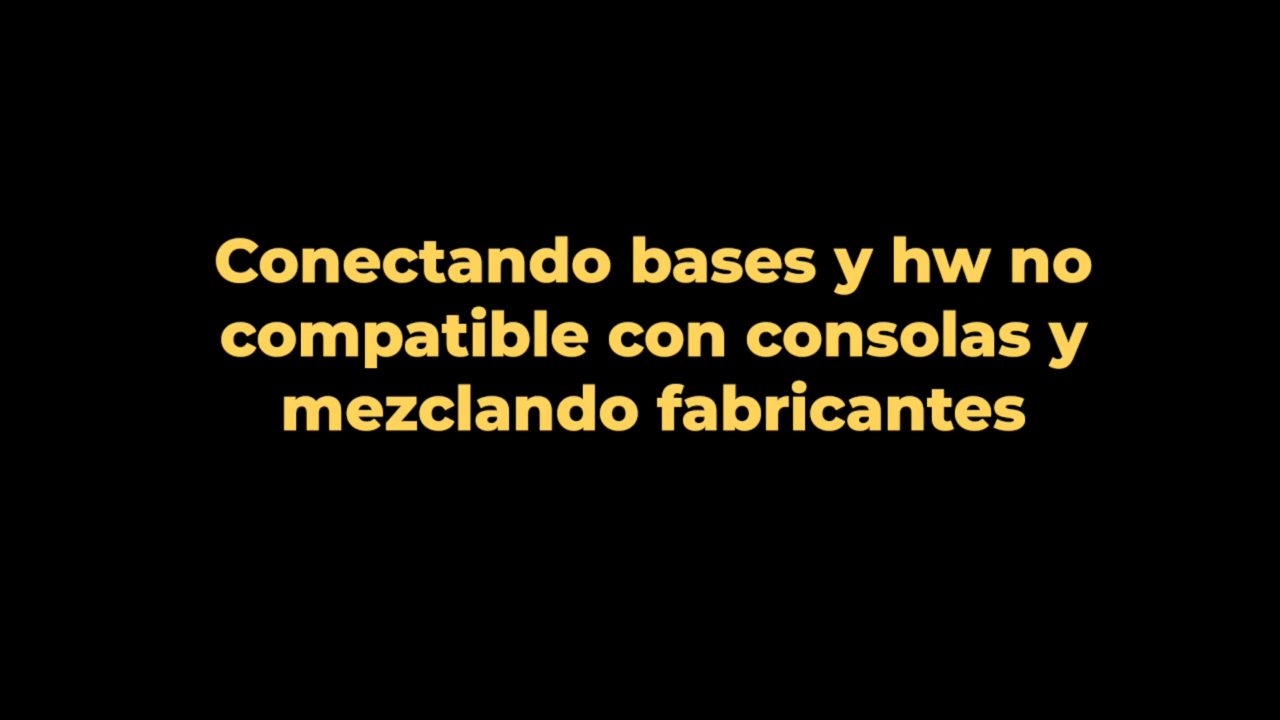 Conectando bases y hw no
compatible con consolas y
mezclando fabricantes